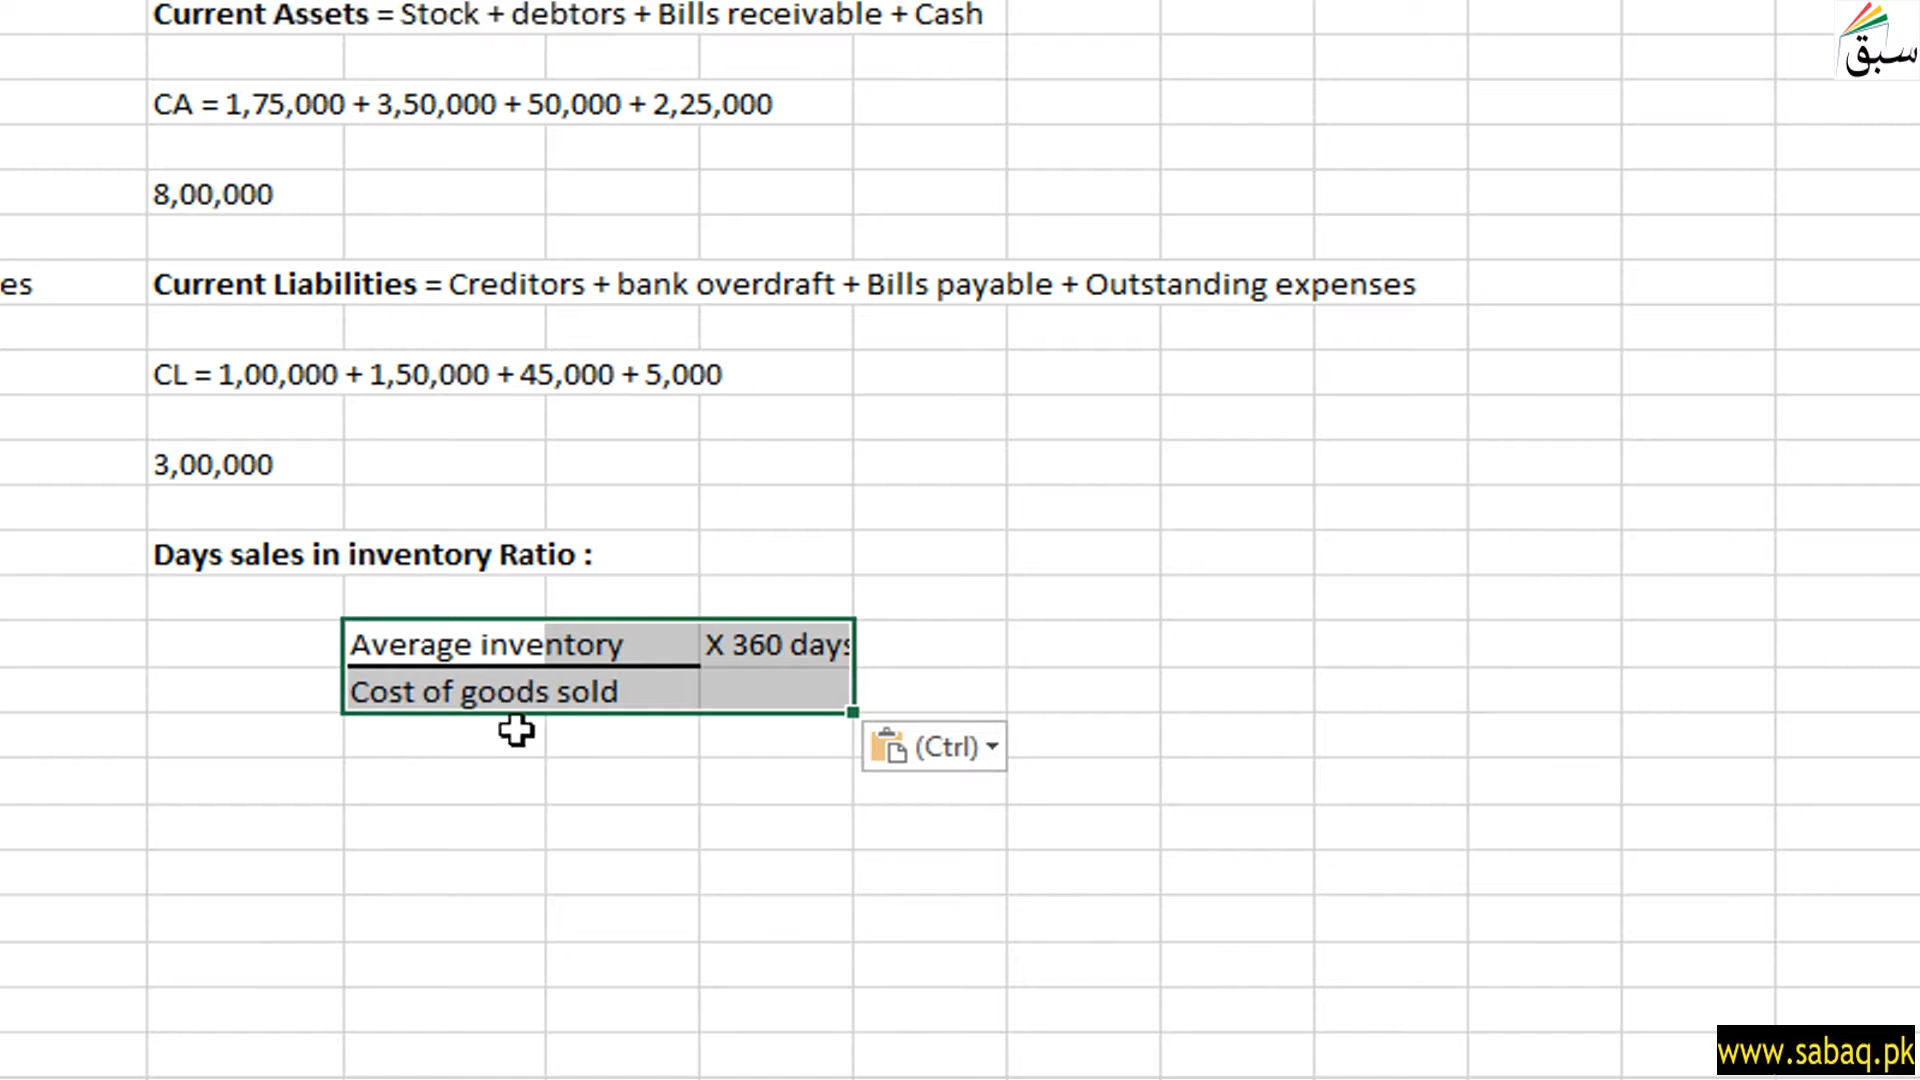 Current Assets = Stock + debtors + Bills receivable + Cash
سبق
CA = 1,75,000 + 3,50,000 + 50,000 + 2,25,000
8,00,000
es Current Liabilities = Creditors + bank overdraft + Bills payable + Outstanding expenses
CL = 1,00,000 + 1,50,000 + 45,000 + 5,000
3,00,000
Days sales in inventory Ratio :
Average inventory X 360 days
Cost of goods sold
(Ctrl)
www.sabaq.pk